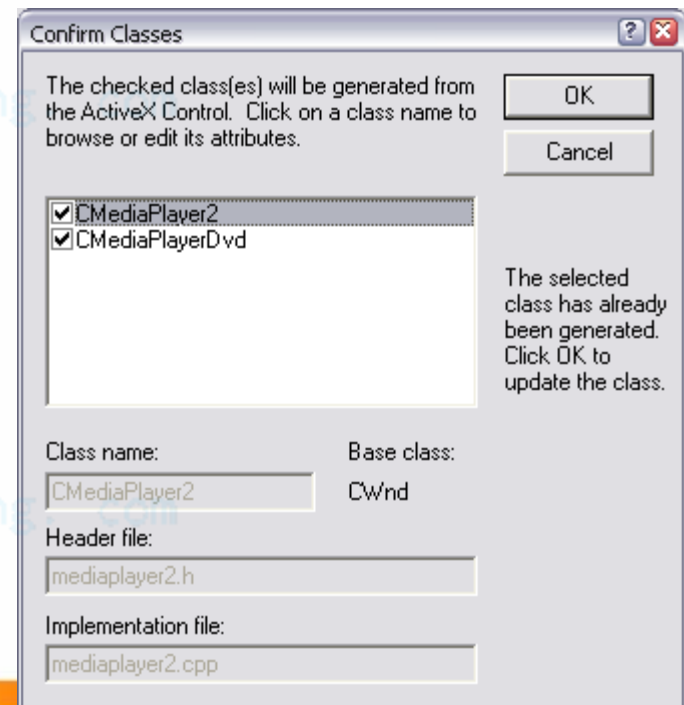 Confirm Classes
The checked class(es) will be generated from
the ActiveX Control. Click on a class name to
browse or edit its attributes.
OK
Cancel
CMediaPlayer2
CMediaPlayerDvd
The selected
class has already
been generated.
Click OK to
update the class.
Class name:
Base class:
CMediaPlayer2
CWnd
Header file:
mediaplayer2.h
Implementation file:
mediaplayer2.cpp
ng. com